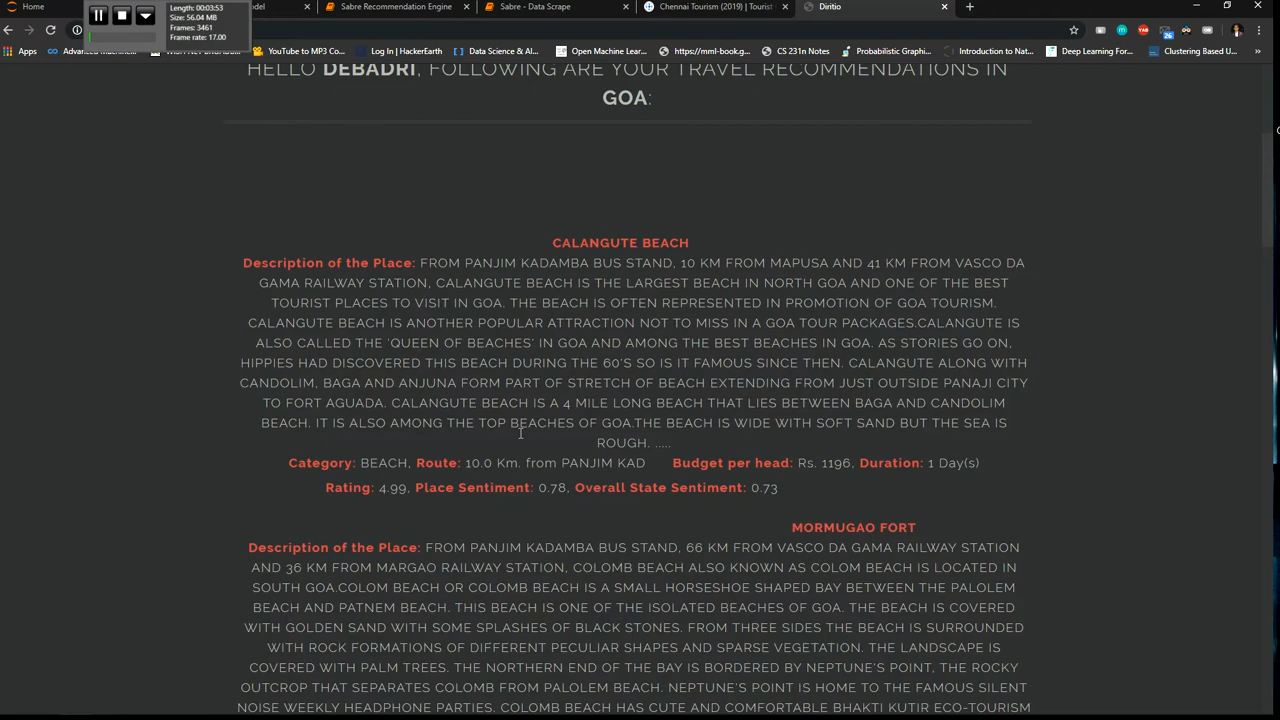 Home
del
Sabre Recommendation Engine
Sabre - Data Scrape
Chennai Tourism (2019) | Tourist
Diritio
Length: 00:03:53
Size: 56.04 MB
Frames: 3461
Frame rate: 17.00
Apps
YouTube to MP3 Co...
Log In | HackerEarth
Data Science & AI...
Open Machine Lear...
https://mml-book.g...
CS 231n Notes
Probabilistic Graphi...
Introduction to Nat...
Deep Learning For...
Clustering Based U...
26
HELLO DEBADRI, FOLLOWING ARE YOUR TRAVEL RECOMMENDATIONS IN
GOA:
CALANGUTE BEACH
Description of the Place: FROM PANJIM KADAMBA BUS STAND, 10 KM FROM MAPUSA AND 41 KM FROM VASCO DA
GAMA RAILWAY STATION, CALANGUTE BEACH IS THE LARGEST BEACH IN NORTH GOA AND ONE OF THE BEST
TOURIST PLACES TO VISIT IN GOA. THE BEACH IS OFTEN REPRESENTED IN PROMOTION OF GOA TOURISM.
CALANGUTE BEACH IS ANOTHER POPULAR ATTRACTION NOT TO MISS IN A GOA TOUR PACKAGES.CALANGUTE IS
ALSO CALLED THE 'QUEEN OF BEACHES' IN GOA AND AMONG THE BEST BEACHES IN GOA. AS STORIES GO ON,
HIPPIES HAD DISCOVERED THIS BEACH DURING THE 60'S SO IS IT FAMOUS SINCE THEN. CALANGUTE ALONG WITH
CANDOLIM, BAGA AND ANJUNA FORM PART OF STRETCH OF BEACH EXTENDING FROM JUST OUTSIDE PANAJI CITY
TO FORT AGUADA. CALANGUTE BEACH IS A 4 MILE LONG BEACH THAT LIES BETWEEN BAGA AND CANDOLIM
BEACH. IT IS ALSO AMONG THE TOP BEACHES OF GOA.THE BEACH IS WIDE WITH SOFT SAND BUT THE SEA IS
ROUGH. .....
Category: BEACH, Route: 10.0 Km. from PANJIM KAD Budget per head: Rs. 1196, Duration: 1 Day(s)
Rating: 4.99, Place Sentiment: 0.78, Overall State Sentiment: 0.73
MORMUGAO FORT
Description of the Place: FROM PANJIM KADAMBA BUS STAND, 66 KM FROM VASCO DA GAMA RAILWAY STATION
AND 36 KM FROM MARGAO RAILWAY STATION, COLOMB BEACH ALSO KNOWN AS COLOM BEACH IS LOCATED IN
SOUTH GOA.COLOM BEACH OR COLOMB BEACH IS A SMALL HORSESHOE SHAPED BAY BETWEEN THE PALOLEM
BEACH AND PATNEM BEACH. THIS BEACH IS ONE OF THE ISOLATED BEACHES OF GOA. THE BEACH IS COVERED
WITH GOLDEN SAND WITH SOME SPLASHES OF BLACK STONES. FROM THREE SIDES THE BEACH IS SURROUNDED
WITH ROCK FORMATIONS OF DIFFERENT PECULIAR SHAPES AND SPARSE VEGETATION. THE LANDSCAPE IS
COVERED WITH PALM TREES. THE NORTHERN END OF THE BAY IS BORDERED BY NEPTUNE'S POINT, THE ROCKY
OUTCROP THAT SEPARATES COLOMB FROM PALOLEM BEACH. NEPTUNE'S POINT IS HOME TO THE FAMOUS SILENT
NOISE WEEKLY HEADPHONE PARTIES. COLOMB BEACH HAS CUTE AND COMFORTABLE BHAKTI KUTIR ECO-TOURISM